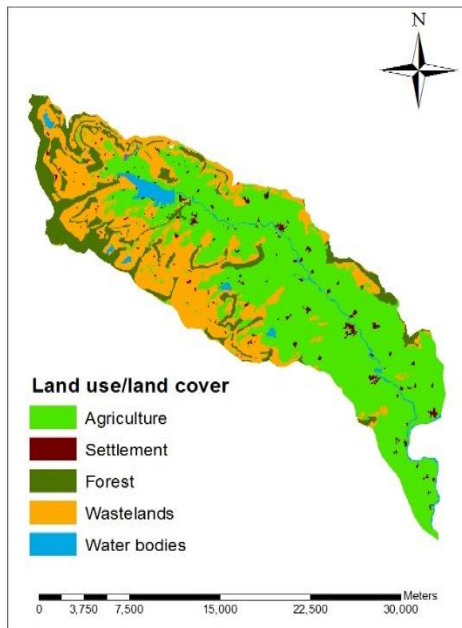 N
Land use/land cover
Agriculture
Settlement
Forest
Wastelands
Water bodies
Meters
0 3,750 7,500 15,000 22,500 30,000